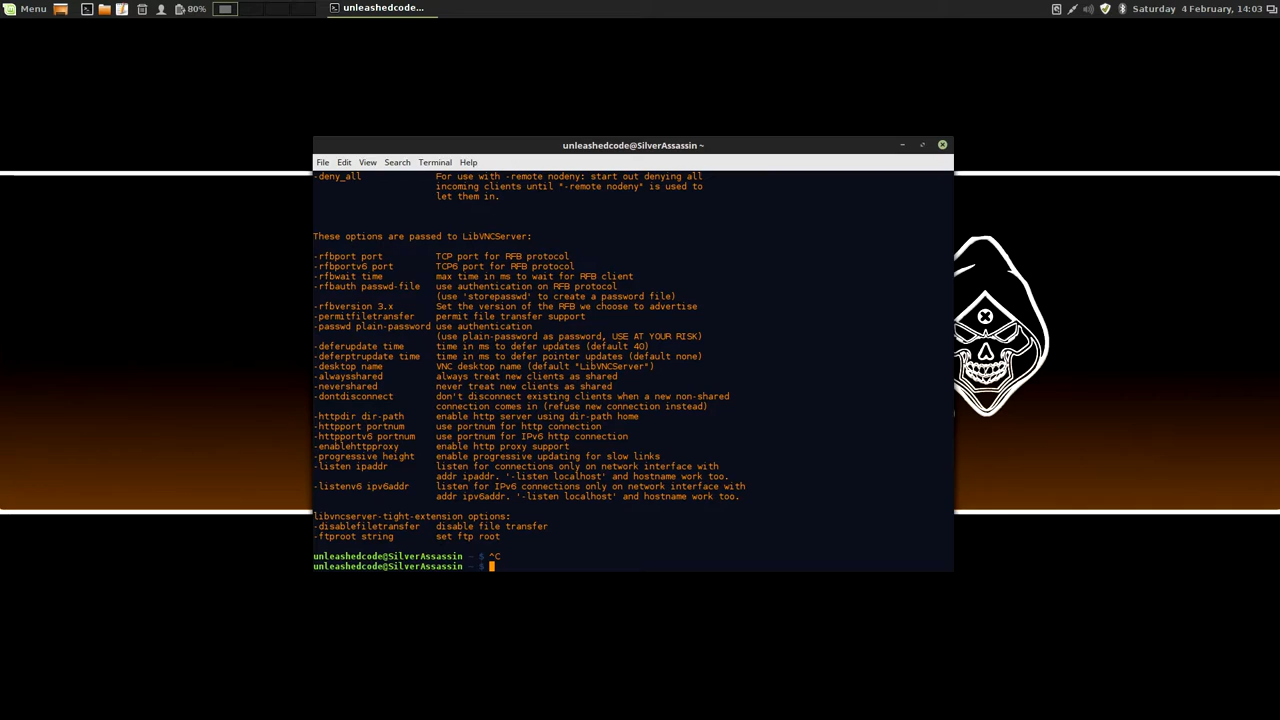 Menu
80%
unleashedcode...
Saturday 4 February, 14:03
unleashedcode@SilverAssassin ~
File Edit View Search Terminal Help
-deny_all For use with -remote nodeny: start out denying all
incoming clients until "-remote nodeny" is used to
let them in.
These options are passed to LibVNCServer:
-rfbport port TCP port for RFB protocol
-rfbportv6 port TCP6 port for RFB protocol
-rfbwait time max time in ms to wait for RFB client
-rfbauth passwd-file use authentication on RFB protocol
(use 'storepasswd' to create a password file)
-rfbversion 3.x Set the version of the RFB we choose to advertise
-permitfiletransfer permit file transfer support
-passwd plain-password use authentication
(use plain-password as password, USE AT YOUR RISK)
-deferupdate time time in ms to defer updates (default 40)
-deferptrupdate time time in ms to defer pointer updates (default none)
-desktop name VNC desktop name (default "LibVNCServer")
-alwaysshared always treat new clients as shared
-nevershared never treat new clients as shared
-dontdisconnect don't disconnect existing clients when a new non-shared
connection comes in (refuse new connection instead)
-httpdir dir-path enable http server using dir-path home
-httpport portnum use portnum for http connection
-httpportv6 portnum use portnum for IPv6 http connection
-enablehttpproxy enable http proxy support
-progressive height enable progressive updating for slow links
-listen ipaddr listen for connections only on network interface with
addr ipaddr. '-listen localhost' and hostname work too.
-listenv6 ipv6addr listen for IPv6 connections only on network interface with
addr ipv6addr. '-listen localhost' and hostname work too.
libvncserver-tight-extension options:
-disablefiletransfer disable file transfer
-ftproot string set ftp root
unleashedcode@SilverAssassin ~ $ ^C
unleashedcode@SilverAssassin ~ $